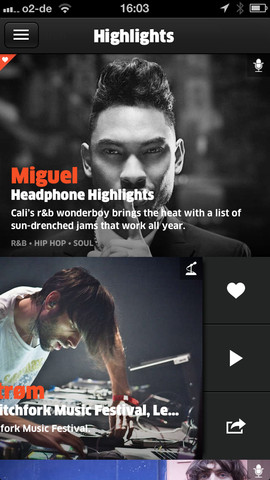 o2-de 16:03
Highlights
Miguel
Headphone Highlights
Cali's r&b wonderboy brings the heat with a list of
sun-drenched jams that work all year.
R&B • HIP HOP • SOUL
trøm
itchfork Music Festival, Le...
fork Music Festival.